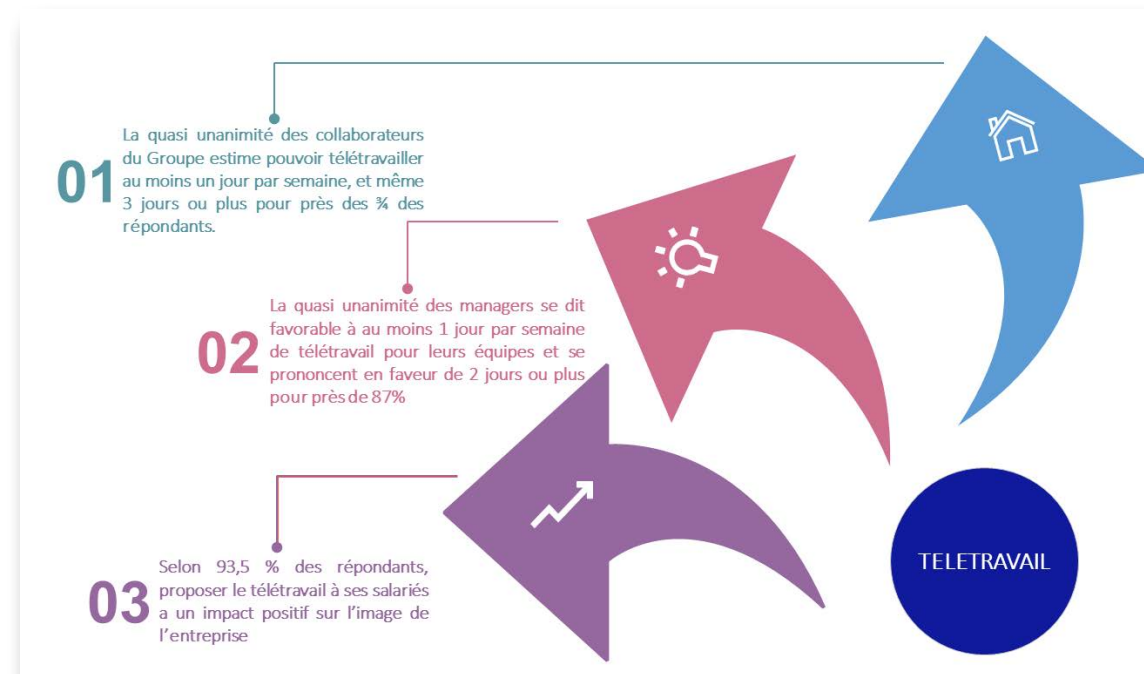 01
La quasi unanimité des collaborateurs
du Groupe estime pouvoir télétravailler
au moins un jour par semaine, et même
3 jours ou plus pour près des ¾ des
répondants.
02
La quasi unanimité des managers se dit
favorable à au moins 1 jour par semaine
de télétravail pour leurs équipes et se
prononcent en faveur de 2 jours ou plus
pour près de 87%
03
Selon 93,5 % des répondants,
proposer le télétravail à ses salariés
a un impact positif sur l'image de
l'entreprise
TELETRAVAIL